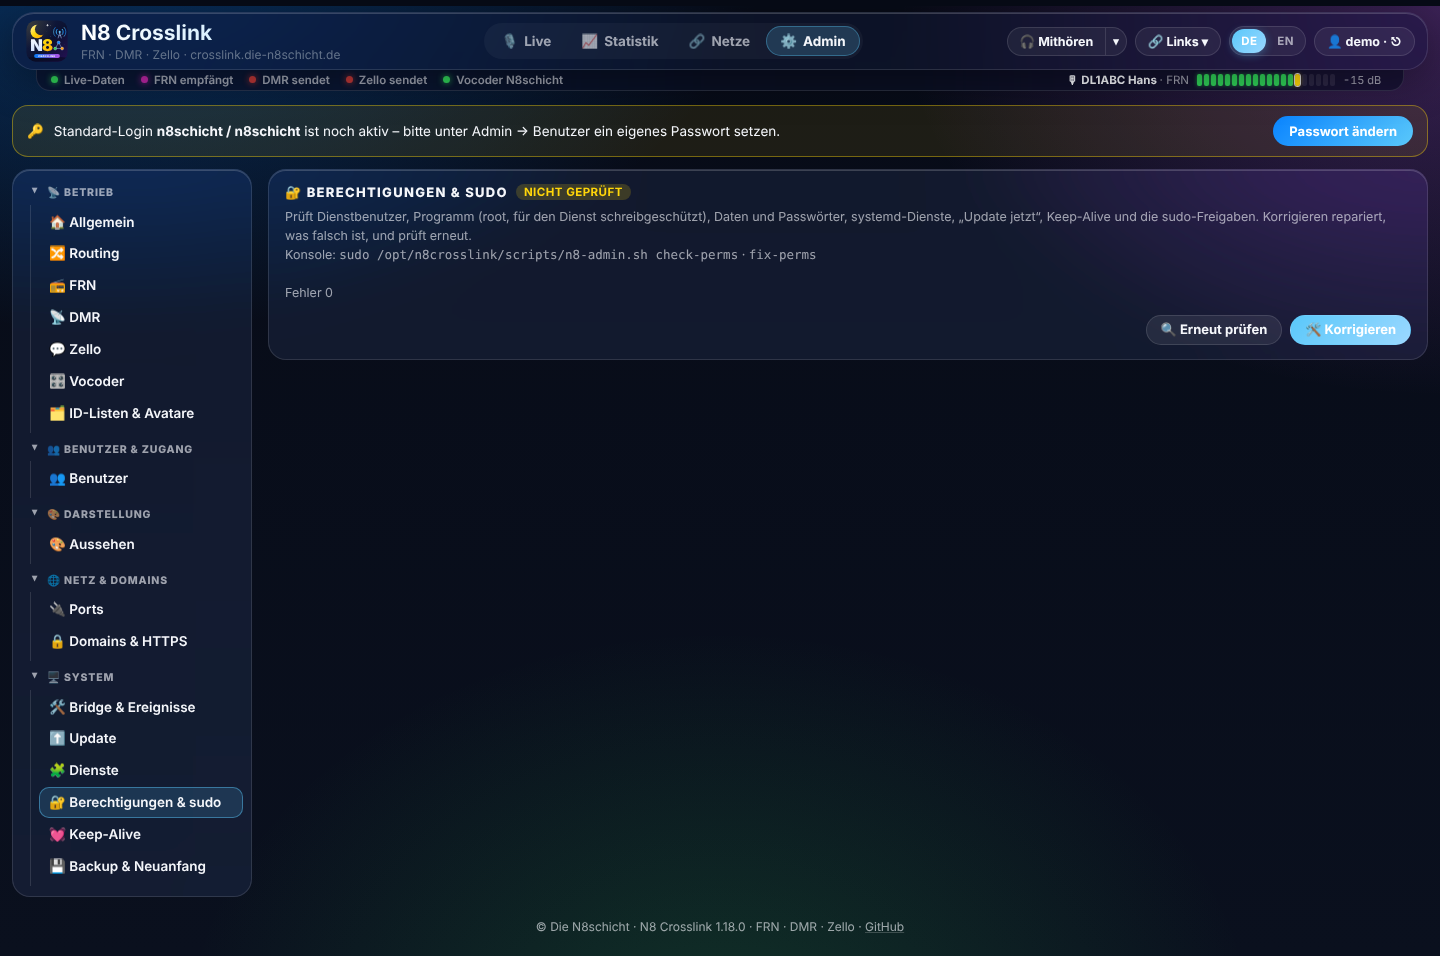 N8 Crosslink
FRN · DMR · Zello · crosslink.die-n8schicht.de
N8
🎙️ Live
📈 Statistik
🔗 Netze
⚙️ Admin
🎧 Mithören ▾
🔗 Links ▾
DE EN
👤 demo · ⎋
Live-Daten
FRN empfängt
DMR sendet
Zello sendet
Vocoder N8schicht
🎙 DL1ABC Hans · FRN
-15 dB
🔑 Standard-Login n8schicht / n8schicht ist noch aktiv – bitte unter Admin → Benutzer ein eigenes Passwort setzen.
Passwort ändern
▼ 📡 BETRIEB
🏠 Allgemein
🔀 Routing
📻 FRN
📡 DMR
💬 Zello
🎛️ Vocoder
🗂️ ID-Listen & Avatare
▼ 👥 BENUTZER & ZUGANG
👥 Benutzer
▼ 🎨 DARSTELLUNG
🎨 Aussehen
▼ 🌐 NETZ & DOMAINS
🔌 Ports
🔒 Domains & HTTPS
▼ 🖥️ SYSTEM
🛠️ Bridge & Ereignisse
⬆️ Update
🧩 Dienste
🔐 Berechtigungen & sudo
💓 Keep-Alive
💾 Backup & Neuanfang
🔐 BERECHTIGUNGEN & SUDO NICHT GEPRÜFT
Prüft Dienstbenutzer, Programm (root, für den Dienst schreibgeschützt), Daten und Passwörter, systemd-Dienste, „Update jetzt“, Keep-Alive und die sudo-Freigaben. Korrigieren repariert,
was falsch ist, und prüft erneut.
Konsole: sudo /opt/n8crosslink/scripts/n8-admin.sh check-perms · fix-perms
Fehler 0
🔍 Erneut prüfen
🛠️ Korrigieren
© Die N8schicht · N8 Crosslink 1.18.0 · FRN · DMR · Zello · GitHub